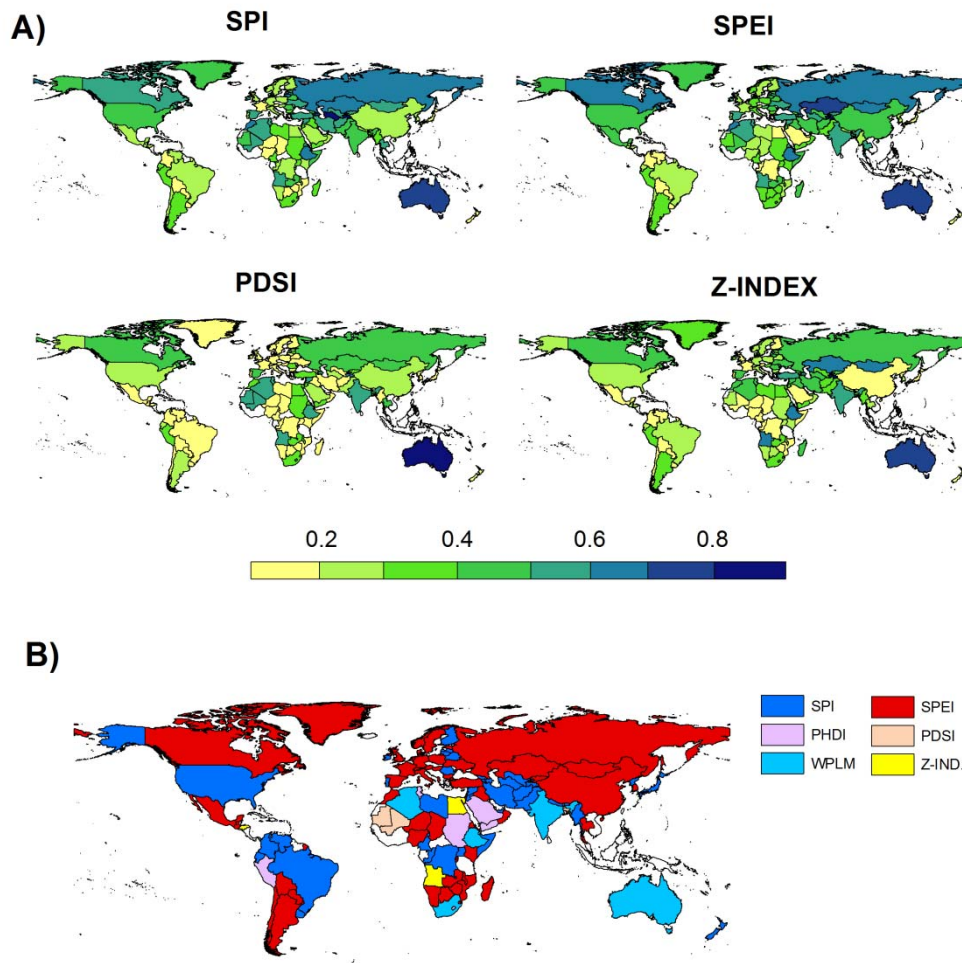 A)
SPI
SPEI
PDSI
Z-INDEX
0.2 0.4 0.6 0.8
B)
SPI SPEI
PHDI PDSI
WPLM Z-IND.